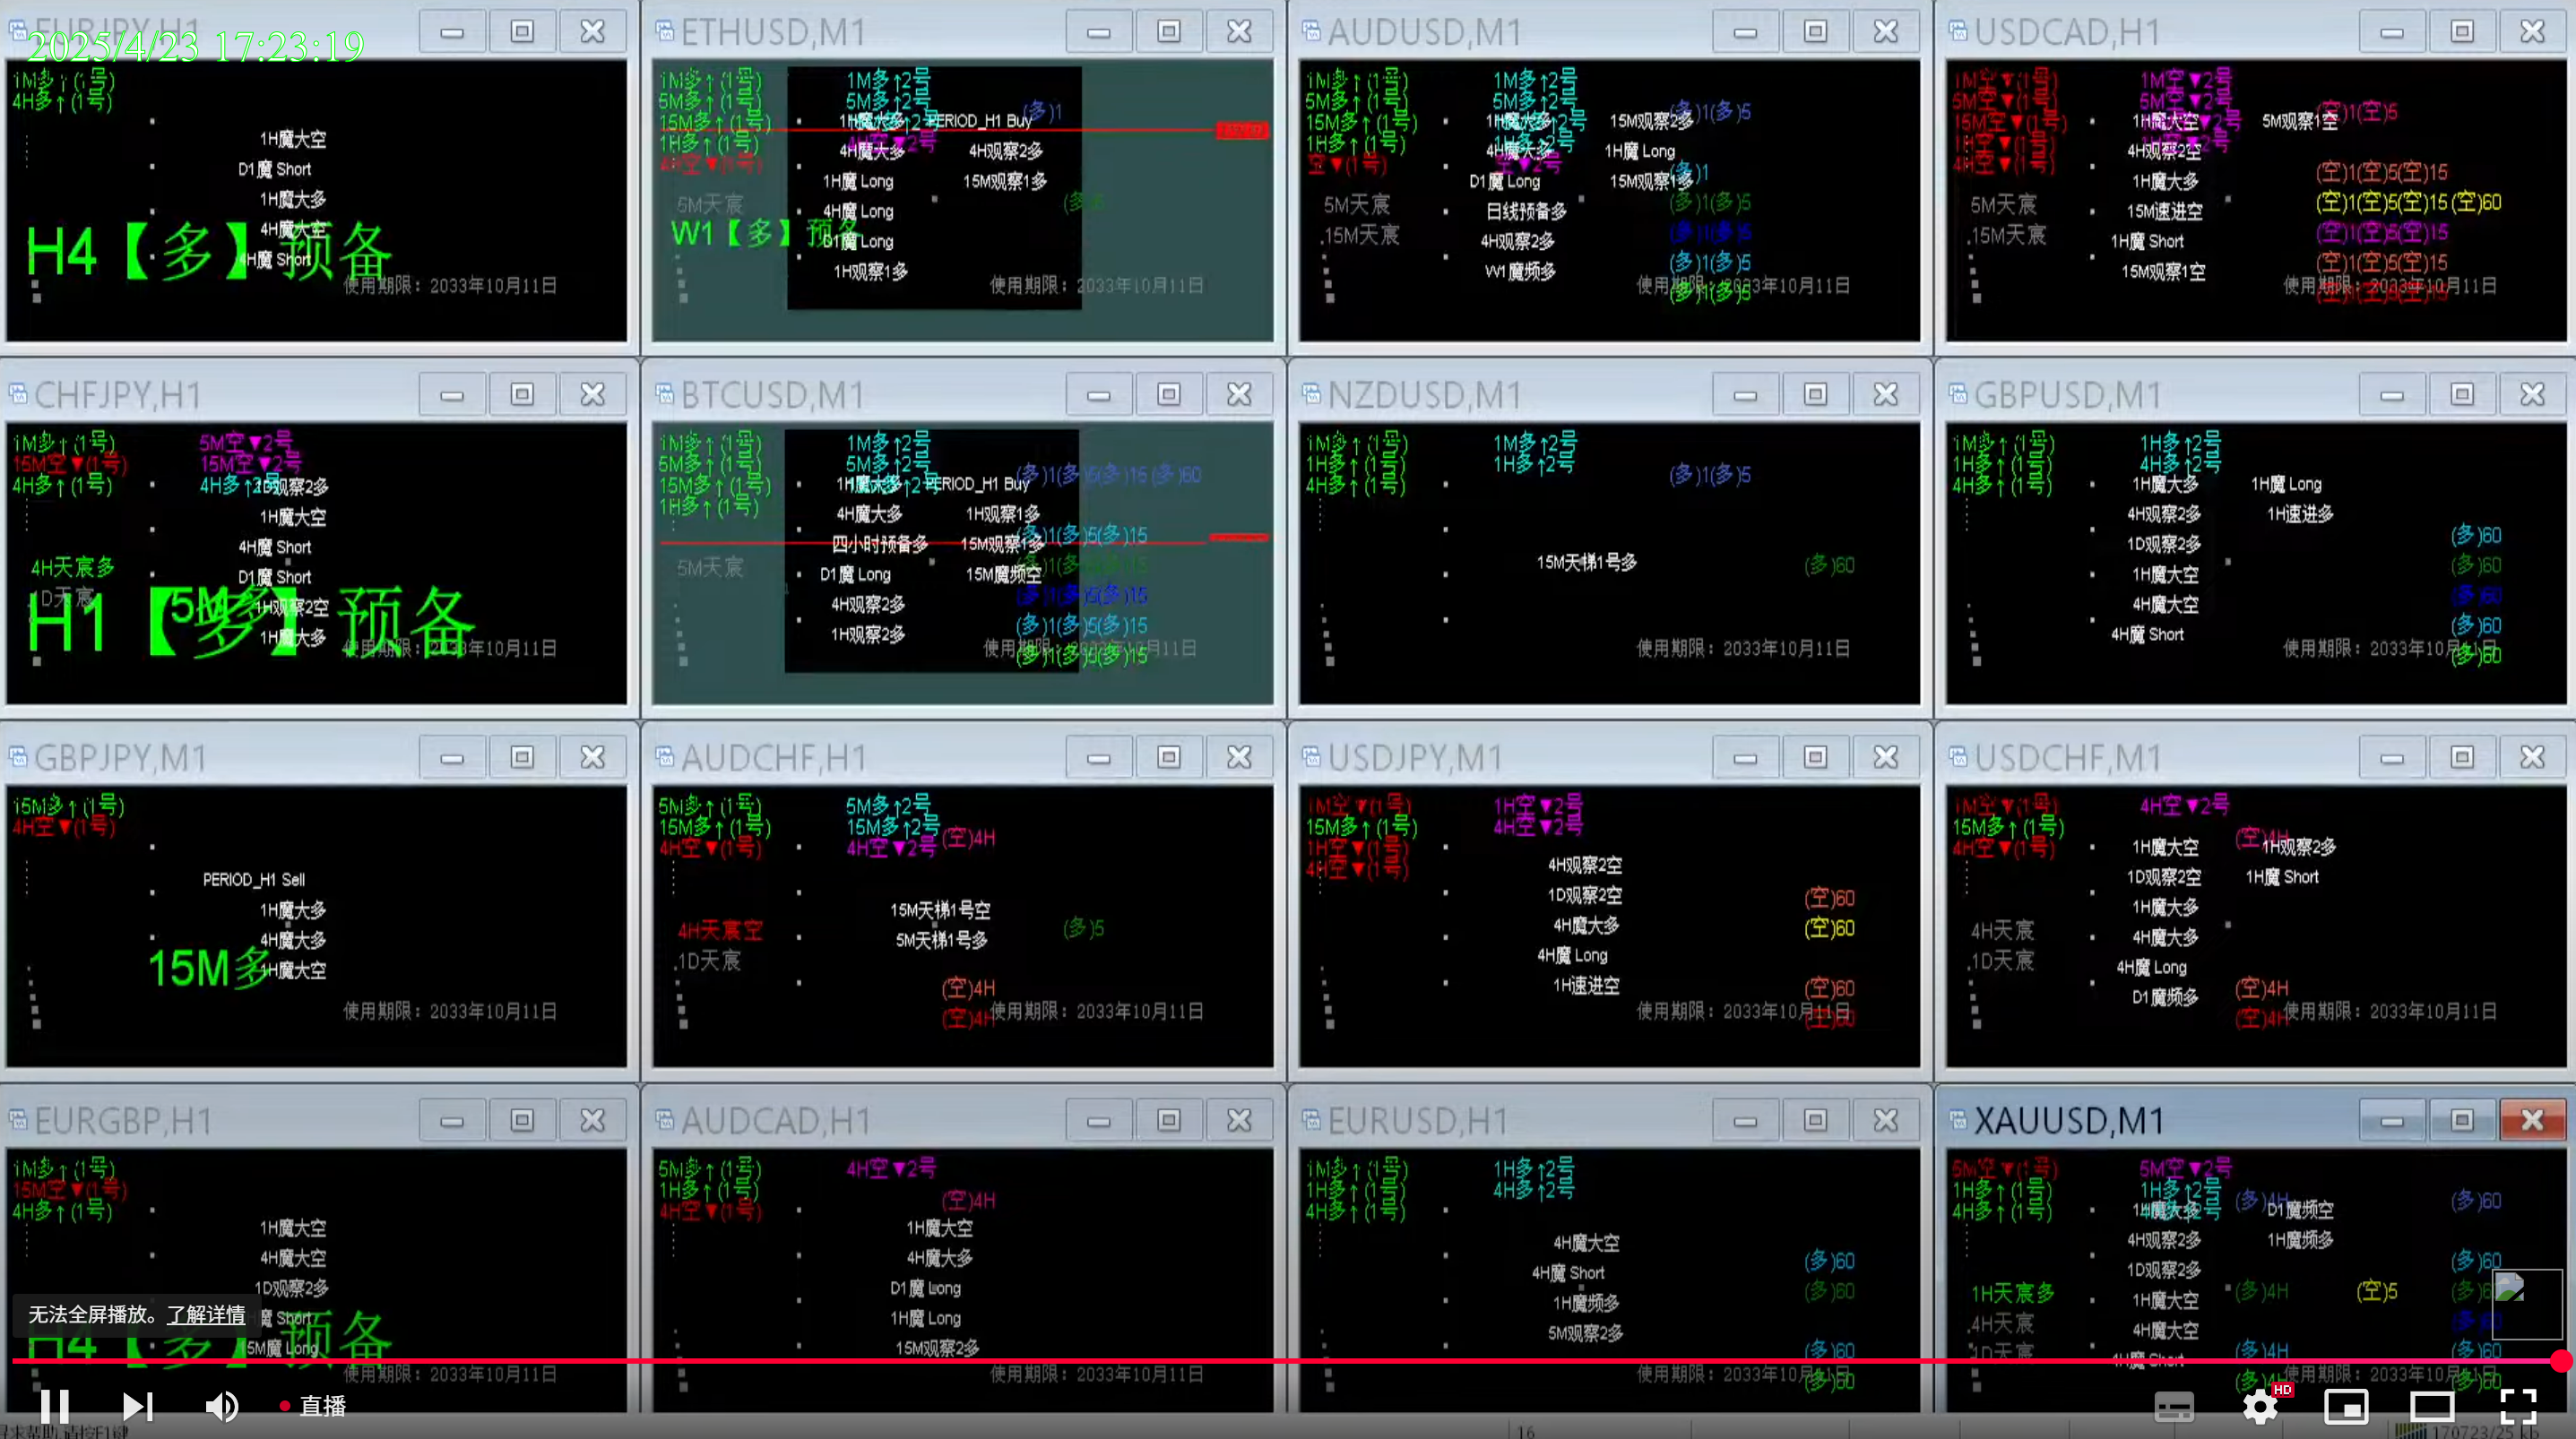 EURJPY,H1
2025/4/23 17:23:19
1M多↑(1号)
4H多↑(1号)
1H魔大空
D1魔 Short
1H魔大多
4H魔大空
4H魔 Short
H4【多】预备
使用期限：2033年10月11日
ETHUSD,M1
1M多↑(1号)
5M多↑(1号)
15M多↑(1号)
1H多↑(1号)
4H空▼(1号)
1M多↑2号
5M多↑2号
4H空▼2号
(多)1
1H魔大多
PERIOD_H1 Buy
4H魔大多
4H观察2多
1H魔 Long
15M观察1多
4H魔 Long
D1魔 Long
1H观察1多
5M天宸
W1【多】预备
使用期限：2033年10月11日
AUDUSD,M1
1M多↑(1号)
5M多↑(1号)
15M多↑(1号)
1H多↑(1号)
空▼(1号)
1M多↑2号
5M多↑2号
空▼2号
1H魔大多
15M观察2多
(多)1(多)5
4H魔大多
1H魔 Long
(多)1
D1魔 Long
15M观察1多
日线预备多
(多)1(多)5
4H观察2多
(多)1(多)5
W1魔频多
(多)1(多)5
(多)1(多)5
5M天宸
15M天宸
使用期限：2033年10月11日
USDCAD,H1
1M空▼(1号)
5M空▼(1号)
15M空▼(1号)
1H空▼(1号)
4H空▼(1号)
1M空▼2号
5M空▼2号
1H魔大空
5M观察1空
(空)1(空)5
4H观察2空
1H魔大多
15M速进空
1H魔 Short
15M观察1空
(空)1(空)5(空)15
(空)1(空)5(空)15(空)60
(空)1(空)5(空)15
(空)1(空)5(空)15
(空)1(空)5(空)15
5M天宸
15M天宸
使用期限：2033年10月11日
CHFJPY,H1
1M多↑(1号)
15M空▼(1号)
4H多↑(1号)
5M空▼2号
15M空▼2号
4H多↑2号
1D观察2多
1H魔大空
4H魔 Short
D1魔 Short
1H观察2空
1H魔大多
4H天宸多
1D天宸
5M多
H1【多】预备
使用期限：2033年10月11日
BTCUSD,M1
1M多↑(1号)
5M多↑(1号)
15M多↑(1号)
1H多↑(1号)
1M多↑2号
5M多↑2号
(多)1(多)5(多)15(多)60
1H魔大多
PERIOD_H1 Buy
4H魔大多
1H观察1多
四小时预备多
15M观察1多
D1魔 Long
15M魔频空
4H观察2多
1H观察2多
(多)1(多)5(多)15
(多)1(多)5(多)15
(多)1(多)5(多)15
(多)1(多)5(多)15
5M天宸
使用期限：2033年10月11日
NZDUSD,M1
1M多↑(1号)
1H多↑(1号)
4H多↑(1号)
1M多↑2号
1H多↑2号
(多)1(多)5
15M天梯1号多
(多)60
使用期限：2033年10月11日
GBPUSD,M1
1M多↑(1号)
1H多↑(1号)
4H多↑(1号)
1H多↑2号
4H多↑2号
1H魔大多
1H魔 Long
4H观察2多
1H速进多
1D观察2多
1H魔大空
4H魔大空
4H魔 Short
(多)60
(多)60
(多)60
(多)60
(多)60
使用期限：2033年10月11日
GBPJPY,M1
15M多↑(1号)
4H空▼(1号)
PERIOD_H1 Sell
1H魔大多
4H魔大多
1H魔大空
15M多
使用期限：2033年10月11日
AUDCHF,H1
5M多↑(1号)
15M多↑(1号)
4H空▼(1号)
5M多↑2号
15M多↑2号
4H空▼2号
(空)4H
15M天梯1号空
5M天梯1号多
(多)5
4H天宸空
1D天宸
(空)4H
(空)4H
使用期限：2033年10月11日
USDJPY,M1
1M空▼(1号)
15M多↑(1号)
1H空▼(1号)
4H空▼(1号)
1H空▼2号
4H空▼2号
4H观察2空
1D观察2空
4H魔大多
4H魔 Long
1H速进空
(空)60
(空)60
(空)60
(空)60
使用期限：2033年10月11日
USDCHF,M1
1M空▼(1号)
15M多↑(1号)
4H空▼(1号)
4H空▼2号
(空)4H
1H魔大空
1H观察2多
1D观察2空
1H魔 Short
1H魔大多
4H魔大多
4H魔 Long
D1魔频多
4H天宸
1D天宸
(空)4H
(空)4H
使用期限：2033年10月11日
EURGBP,H1
1M多↑(1号)
15M空▼(1号)
4H多↑(1号)
1H魔大空
4H魔大空
1D观察2多
魔 Short
5M魔 Long
H4【多】预备
使用期限：2033年10月11日
AUDCAD,H1
5M多↑(1号)
1H多↑(1号)
4H空▼(1号)
4H空▼2号
(空)4H
1H魔大空
4H魔大多
D1魔 Long
1H魔 Long
15M观察2多
使用期限：2033年10月11日
EURUSD,H1
1M多↑(1号)
1H多↑(1号)
4H多↑(1号)
1H多↑2号
4H多↑2号
4H魔大空
4H魔 Short
1H魔频多
5M观察2多
(多)60
(多)60
(多)60
(多)60
使用期限：2033年10月11日
XAUUSD,M1
5M空▼(1号)
1H多↑(1号)
4H多↑(1号)
5M空▼2号
1H多↑2号
(多)4H
(多)60
1H魔大多
D1魔频空
4H观察2多
1H魔频多
1D观察2多
(多)60
1H魔大空
(多)4H
(空)5
4H魔大空
4H魔 Short
1H天宸多
4H天宸
1D天宸
(多)4H
(多)60
使用期限：2033年10月11日
无法全屏播放。了解详情
直播
HD
16
170723/25 kb